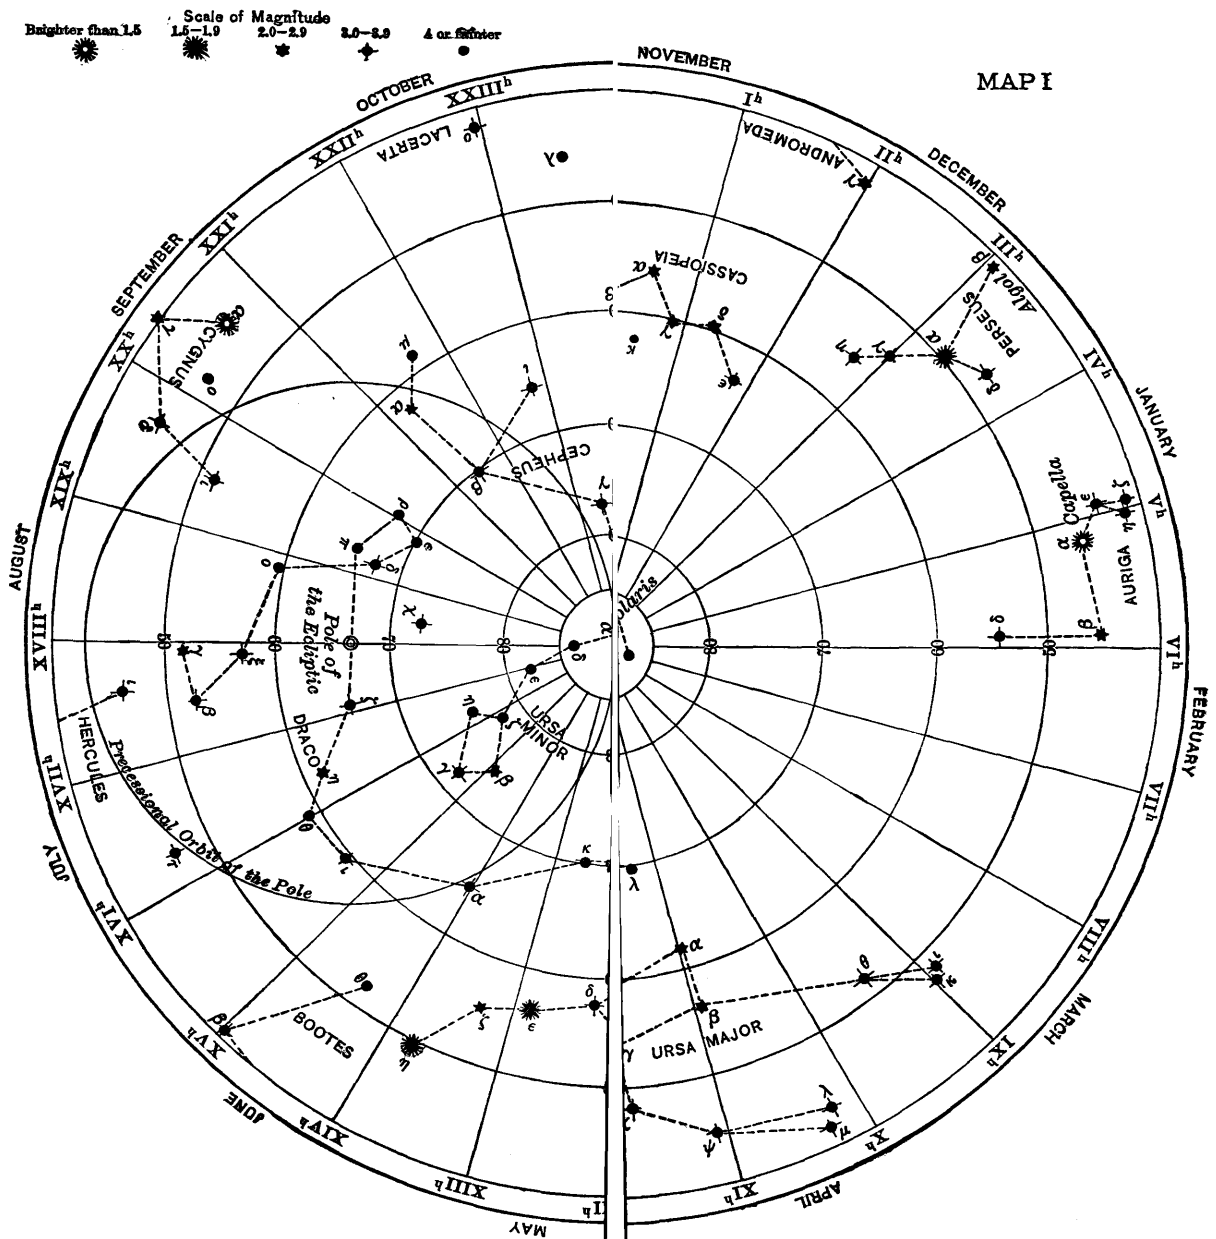 Scale of Magnitude
Brighter than 1.5 1.5–1.9 2.0–2.9 3.0–3.9 4 or fainter
MAP I
NOVEMBER
DECEMBER
JANUARY
FEBRUARY
MARCH
APRIL
MAY
JUNE
JULY
AUGUST
SEPTEMBER
OCTOBER
Iʰ
IIʰ
IIIʰ
IVʰ
Vʰ
VIʰ
VIIʰ
VIIIʰ
IXʰ
Xʰ
XIʰ
XIIIʰ
XIVʰ
XVʰ
XVIʰ
XVIIʰ
XVIIIʰ
XIXʰ
XXʰ
XXIʰ
XXIIʰ
XXIIIʰ
LACERTA
ο
γ
ANDROMEDA
γ
CASSIOPEIA
α
β
γ
δ
ε
κ
PERSEUS
β
Algol
α
γ
η
δ
AURIGA
α Capella
ε
ζ
η
β
δ
CYGNUS
α
γ
ο
δ
ι
CEPHEUS
μ
α
ι
β
γ
DRACO
ρ
π
ε
δ
ο
χ
ξ
γ
β
ζ
η
θ
ι
α
κ
λ
Pole of
the Ecliptic
Precessional Orbit of the Pole
HERCULES
ι
τ
URSA
MINOR
α
δ
ε
ζ
η
γ
β
BOOTES
θ
β
URSA MAJOR
α
β
γ
δ
ε
ζ
η
θ
ι
κ
λ
μ
ψ
50
60
70
80
80
70
60
50